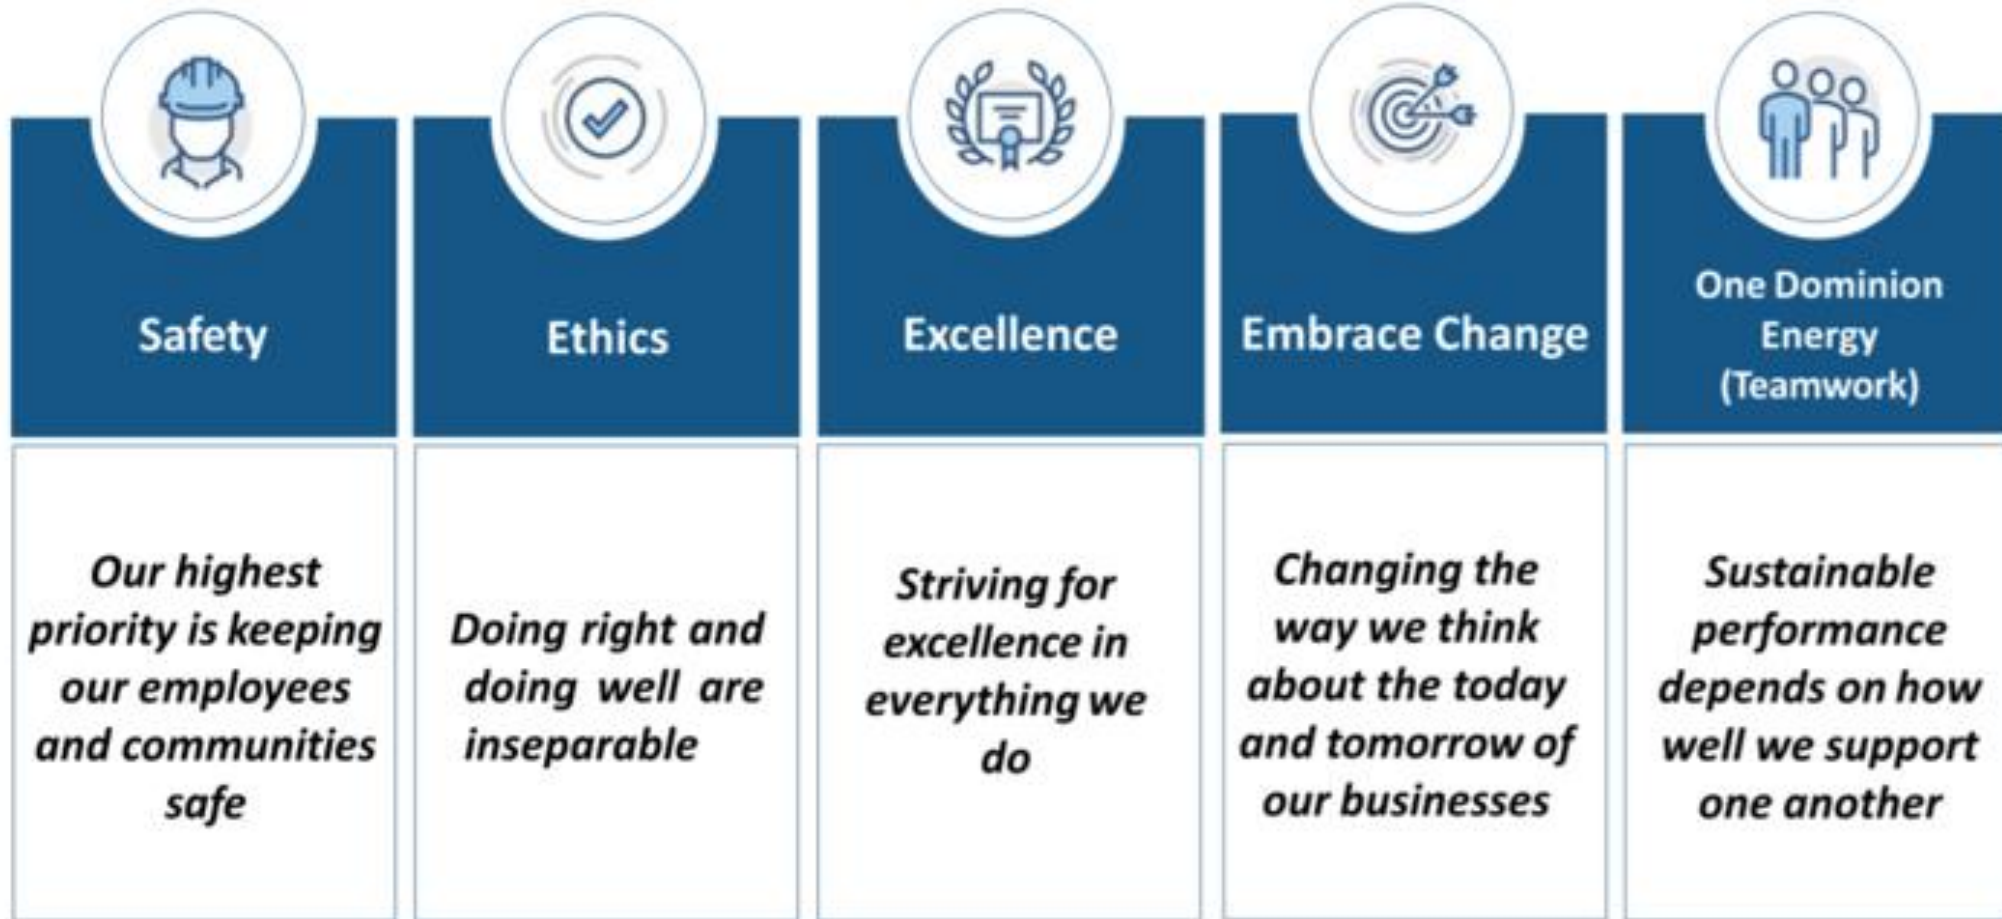 Safety
Our highest
priority is keeping
our employees
and communities
safe
Ethics
Doing right and
doing well are
inseparable
Excellence
Striving for
excellence in
everything we
do
Embrace Change
Changing the
way we think
about the today
and tomorrow of
our businesses
One Dominion
Energy
(Teamwork)
Sustainable
performance
depends on how
well we support
one another